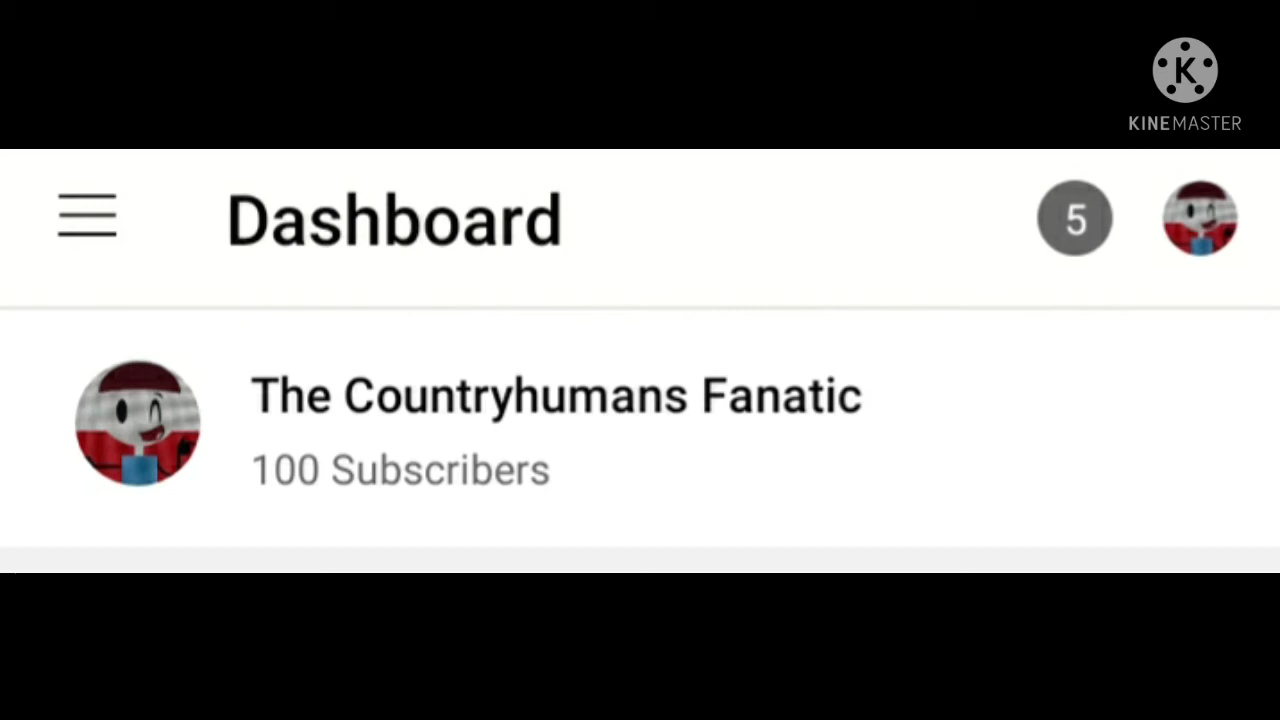 K
KINEMASTER
Dashboard
5
The Countryhumans Fanatic
100 Subscribers